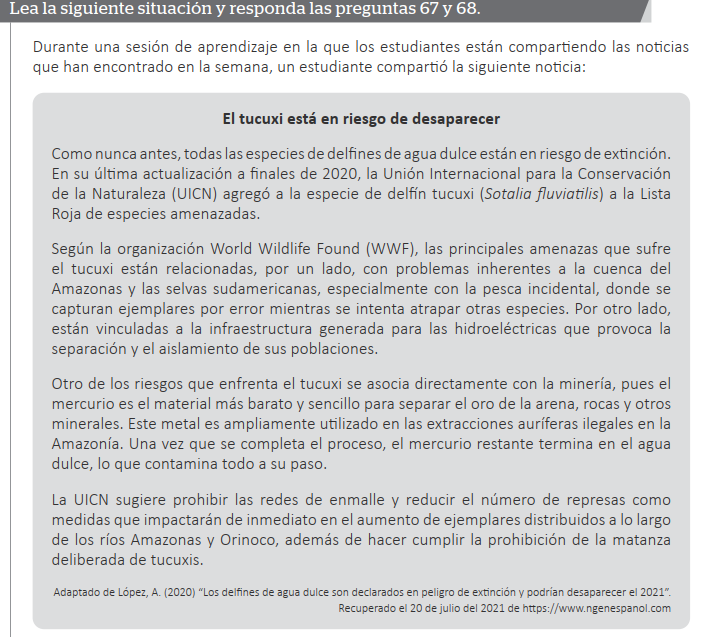 Lea la siguiente situación y responda las preguntas 67 y 68.
Durante una sesión de aprendizaje en la que los estudiantes están compartiendo las noticias
que han encontrado en la semana, un estudiante compartió la siguiente noticia:
El tucuxi está en riesgo de desaparecer
Como nunca antes, todas las especies de delfines de agua dulce están en riesgo de extinción.
En su última actualización a finales de 2020, la Unión Internacional para la Conservación
de la Naturaleza (UICN) agregó a la especie de delfín tucuxi (Sotalia fluviatilis) a la Lista
Roja de especies amenazadas.
Según la organización World Wildlife Found (WWF), las principales amenazas que sufre
el tucuxi están relacionadas, por un lado, con problemas inherentes a la cuenca del
Amazonas y las selvas sudamericanas, especialmente con la pesca incidental, donde se
capturan ejemplares por error mientras se intenta atrapar otras especies. Por otro lado,
están vinculadas a la infraestructura generada para las hidroeléctricas que provoca la
separación y el aislamiento de sus poblaciones.
Otro de los riesgos que enfrenta el tucuxi se asocia directamente con la minería, pues el
mercurio es el material más barato y sencillo para separar el oro de la arena, rocas y otros
minerales. Este metal es ampliamente utilizado en las extracciones auríferas ilegales en la
Amazonía. Una vez que se completa el proceso, el mercurio restante termina en el agua
dulce, lo que contamina todo a su paso.
La UICN sugiere prohibir las redes de enmalle y reducir el número de represas como
medidas que impactarán de inmediato en el aumento de ejemplares distribuidos a lo largo
de los ríos Amazonas y Orinoco, además de hacer cumplir la prohibición de la matanza
deliberada de tucuxis.
Adaptado de López, A. (2020) “Los delfines de agua dulce son declarados en peligro de extinción y podrían desaparecer el 2021”.
Recuperado el 20 de julio del 2021 de https://www.ngenespanol.com